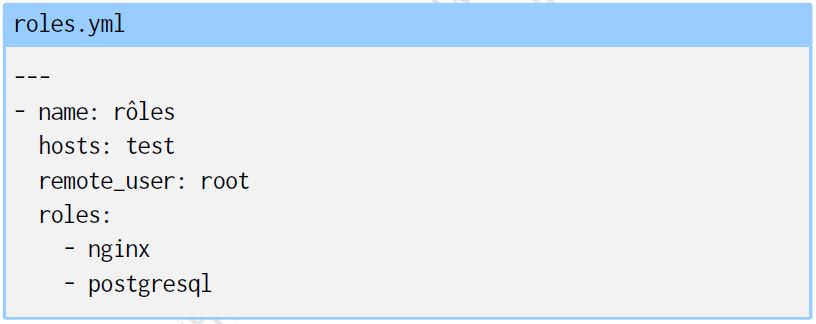 roles.yml
---
- name: rôles
  hosts: test
  remote_user: root
  roles:
    - nginx
    - postgresql